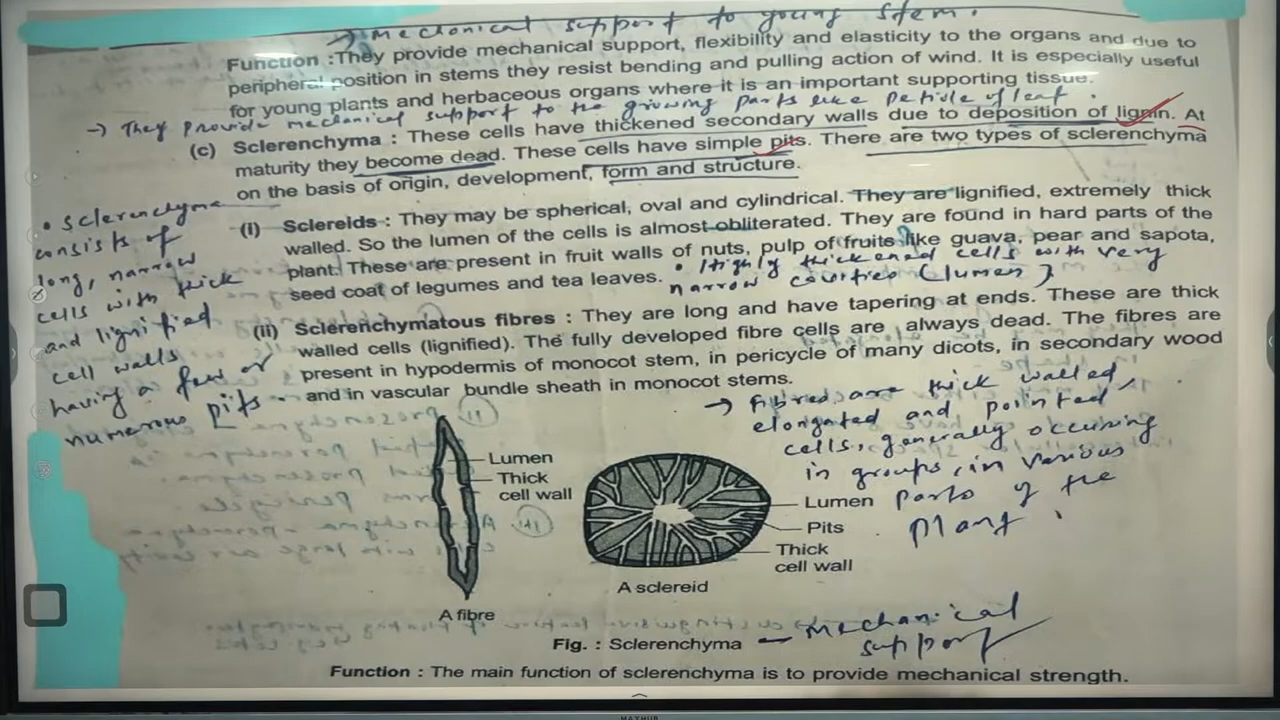 → Mechonical support to young stem.
Function : They provide mechanical support, flexibility and elasticity to the organs and due to
peripheral position in stems they resist bending and pulling action of wind. It is especially useful
for young plants and herbaceous organs where it is an important supporting tissue.
→ They provide mechanical support to the growing parts like petiole of leaf.
(c) Sclerenchyma : These cells have thickened secondary walls due to deposition of lignin. At
maturity they become dead. These cells have simple pits. There are two types of sclerenchyma
on the basis of origin, development, form and structure.
• Sclerenchyma
consists of
long, narrow
cells with thick
and lignified
cell walls
having a few or
numerous pits.
(i) Sclereids : They may be spherical, oval and cylindrical. They are lignified, extremely thick
walled. So the lumen of the cells is almost obliterated. They are found in hard parts of the
plant. These are present in fruit walls of nuts, pulp of fruits like guava, pear and sapota,
seed coat of legumes and tea leaves.
• Highly thickened cells with very
narrow cavities (lumen)
(ii) Sclerenchymatous fibres : They are long and have tapering at ends. These are thick
walled cells (lignified). The fully developed fibre cells are always dead. The fibres are
present in hypodermis of monocot stem, in pericycle of many dicots, in secondary wood
and in vascular bundle sheath in monocot stems.
→ Fibres are thick walled,
elongated and pointed
cells, generally occuring
in groups, in various
parts of the
plant.
Lumen
Thick
cell wall
A fibre
Lumen
Pits
Thick
cell wall
A sclereid
Fig. : Sclerenchyma — Mechanical
support
Function : The main function of sclerenchyma is to provide mechanical strength.